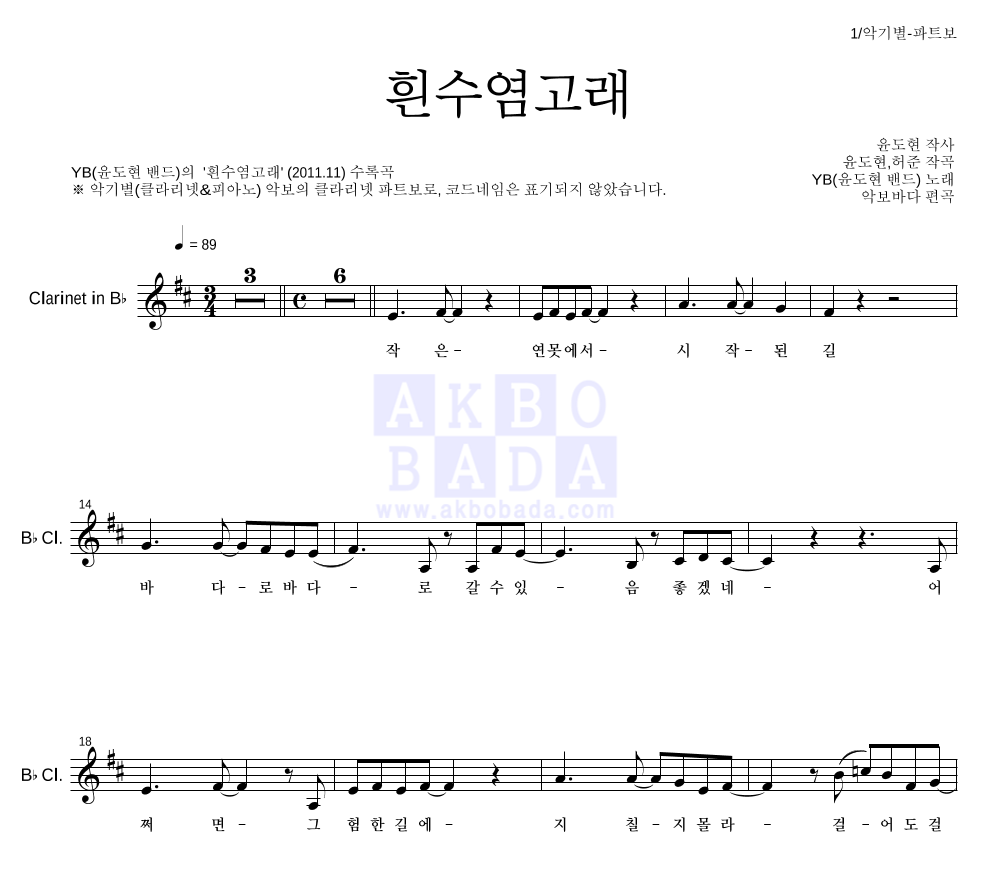 1/악기별-파트보
흰수염고래
윤도현 작사
윤도현,허준 작곡
YB(윤도현 밴드) 노래
악보바다 편곡
YB(윤도현 밴드)의 '흰수염고래' (2011.11) 수록곡
※ 악기별(클라리넷&피아노) 악보의 클라리넷 파트보로, 코드네임은 표기되지 않았습니다.
♩ = 89
Clarinet in B♭
3 4 3 6
작 은 - 연못에서 - 시 작 - 된 길
AKBO
BADA
www.akbobada.com
14
B♭ Cl.
바 다 - 로 바 다 - 로 갈 수 있 - 음 좋 겠 네 - 어
18
B♭ Cl.
쩌 면 - 그 험 한 길 에 - 지 칠 - 지 몰 라 - 걸 - 어 도 걸